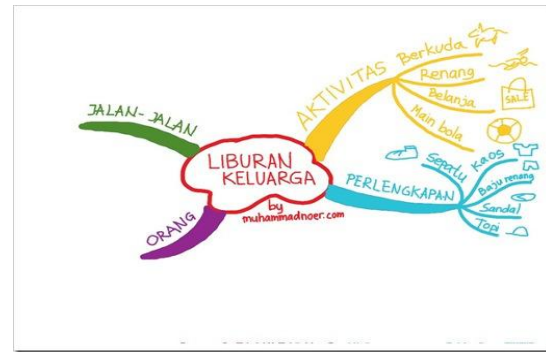 LIBURAN
KELUARGA
by
muhammadnoer.com
AKTIVITAS
Berkuda
Renang
Belanja
SALE
Main bola
PERLENGKAPAN
Sepatu
Kaos
Baju renang
Sandal
Topi
ORANG
JALAN-JALAN